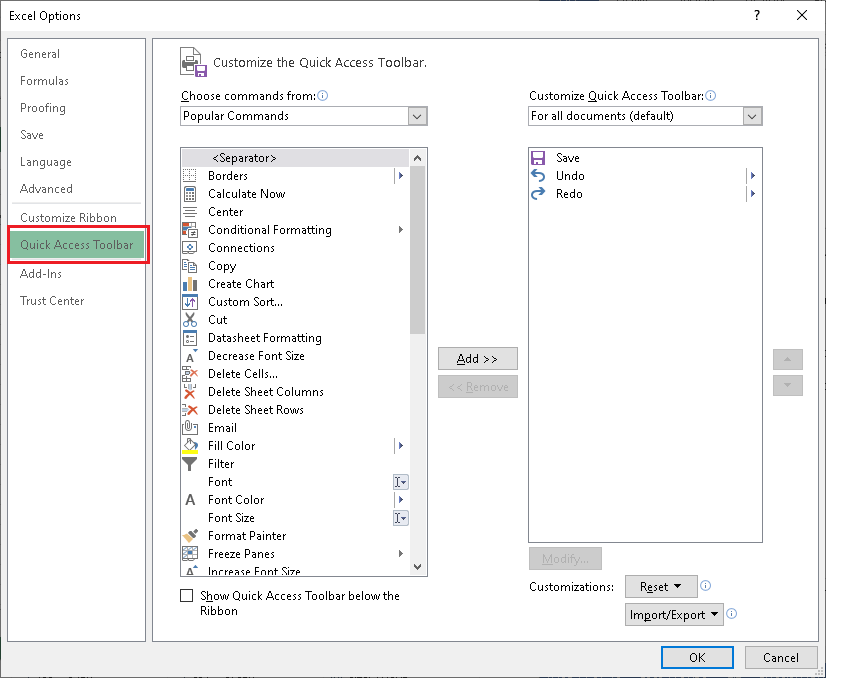 Excel Options
?
General
Formulas
Proofing
Save
Language
Advanced
Customize Ribbon
Quick Access Toolbar
Add-Ins
Trust Center
Customize the Quick Access Toolbar.
Choose commands from:
Popular Commands
<Separator>
Borders
Calculate Now
Center
Conditional Formatting
Connections
Copy
Create Chart
Custom Sort...
Cut
Datasheet Formatting
Decrease Font Size
Delete Cells...
Delete Sheet Columns
Delete Sheet Rows
Email
Fill Color
Filter
Font
Font Color
Font Size
Format Painter
Freeze Panes
Increase Font Size
Show Quick Access Toolbar below the
Ribbon
Add >>
<< Remove
Customize Quick Access Toolbar:
For all documents (default)
Save
Undo
Redo
Modify...
Customizations:
Reset
Import/Export
OK
Cancel